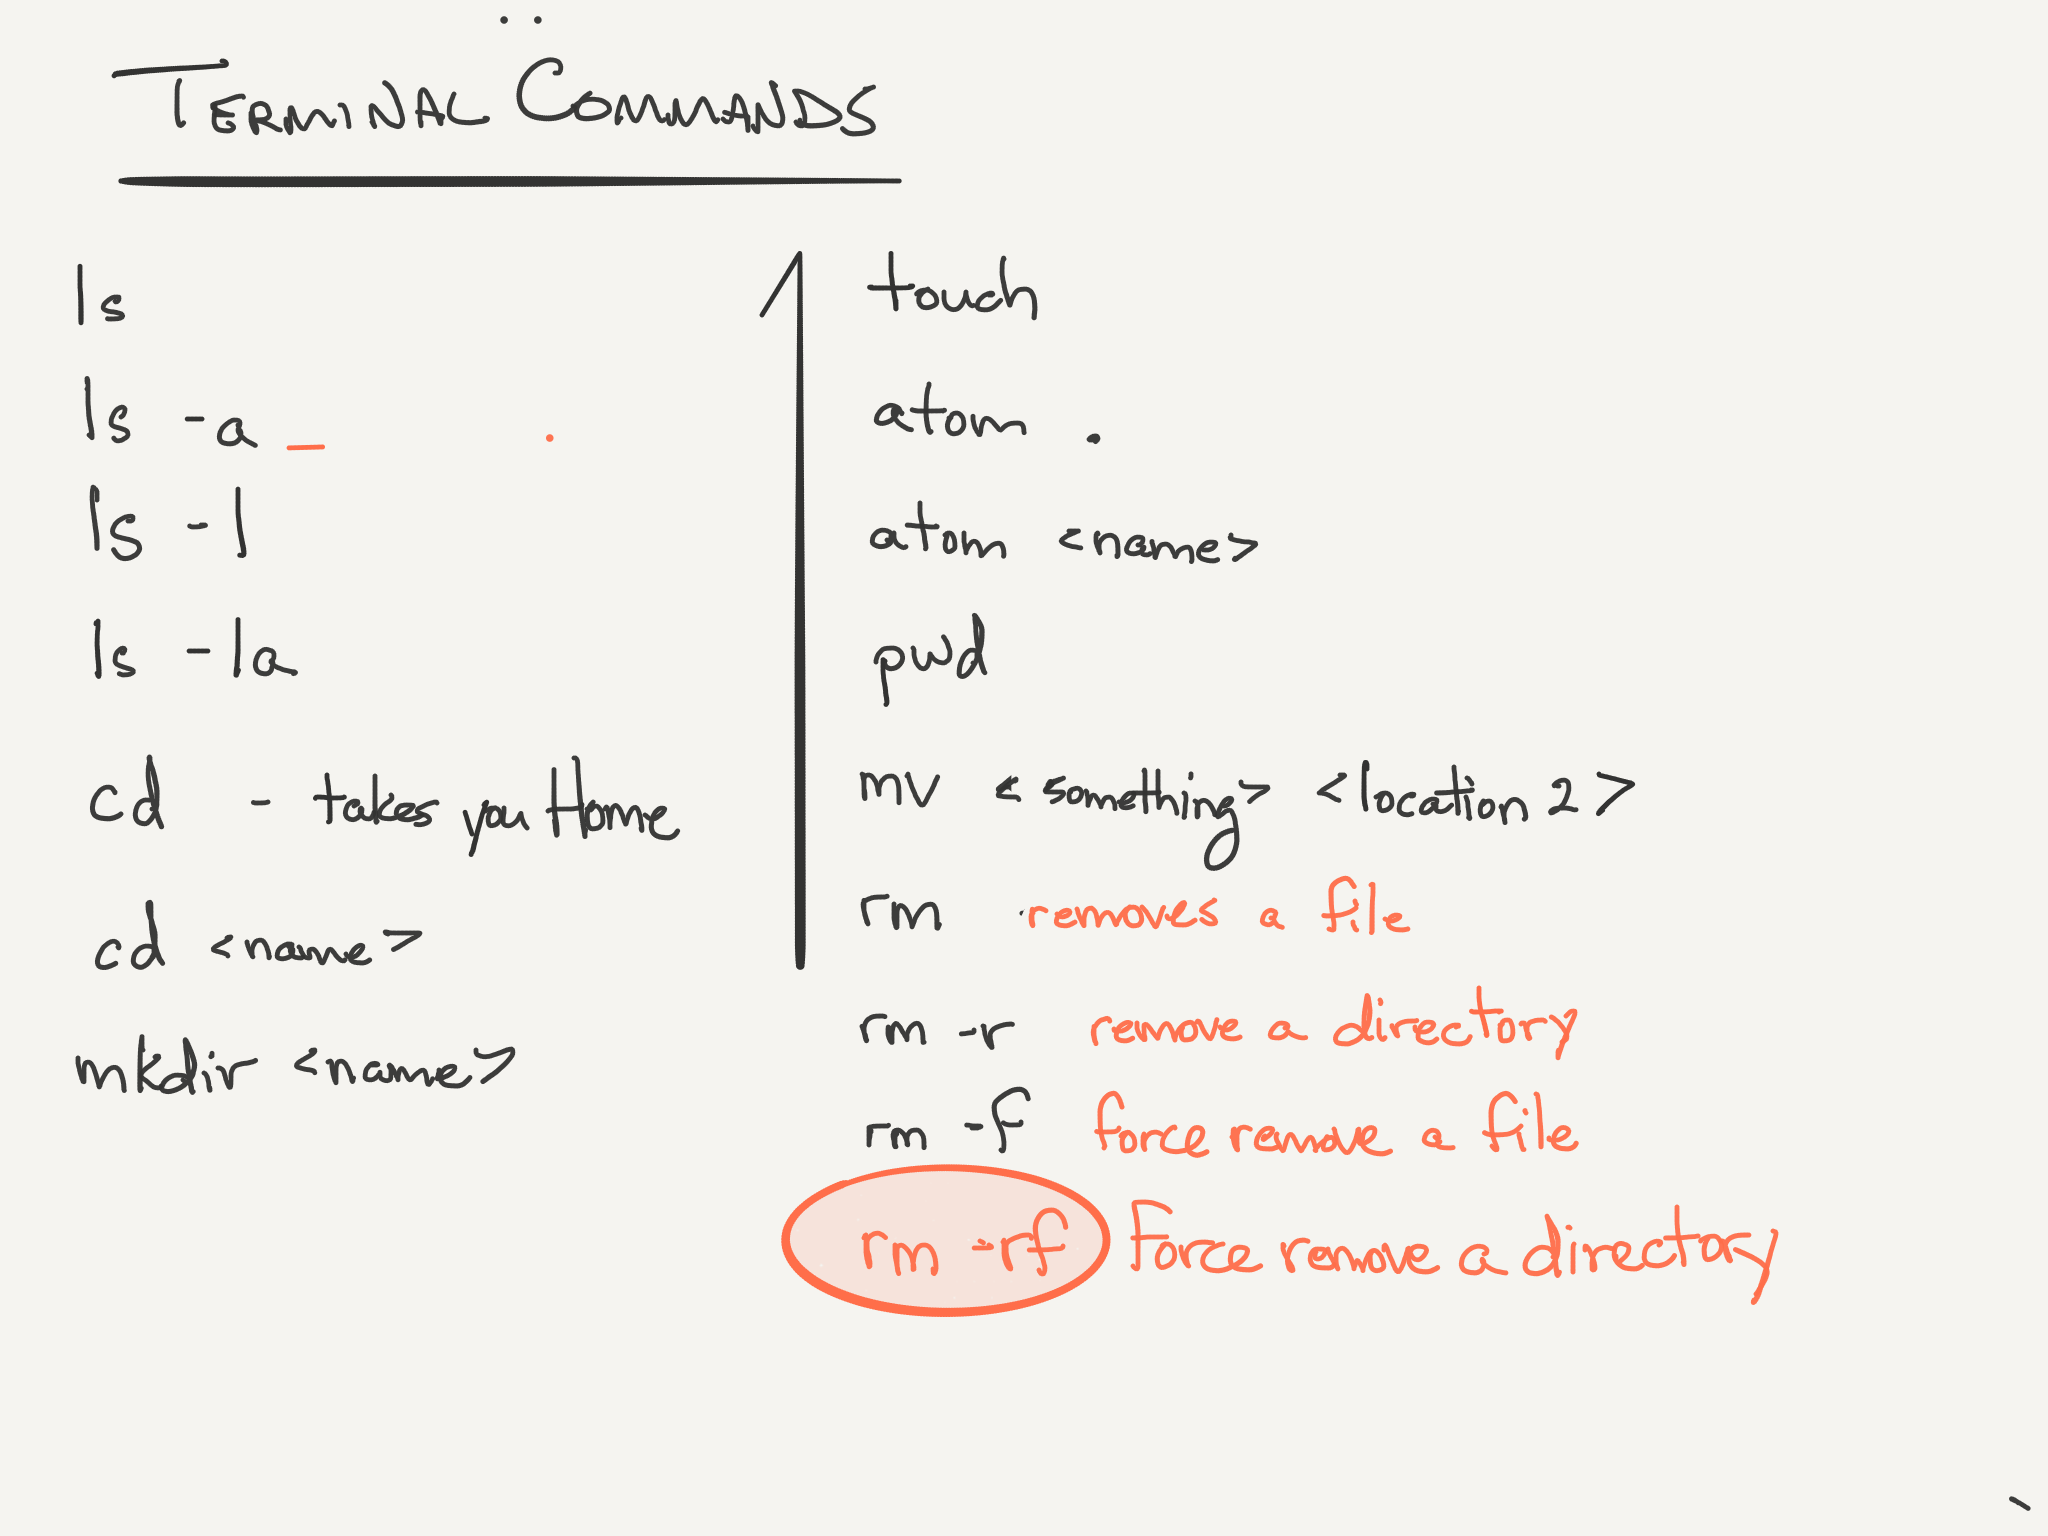 TERMINAL COMMANDS
ls
ls -a
ls -l
ls -la
cd - takes you Home
cd <name>
mkdir <name>
touch
atom .
atom <name>
pwd
mv <something> <location 2>
rm removes a file
rm -r remove a directory
rm -f force remove a file
rm -rf Force remove a directory